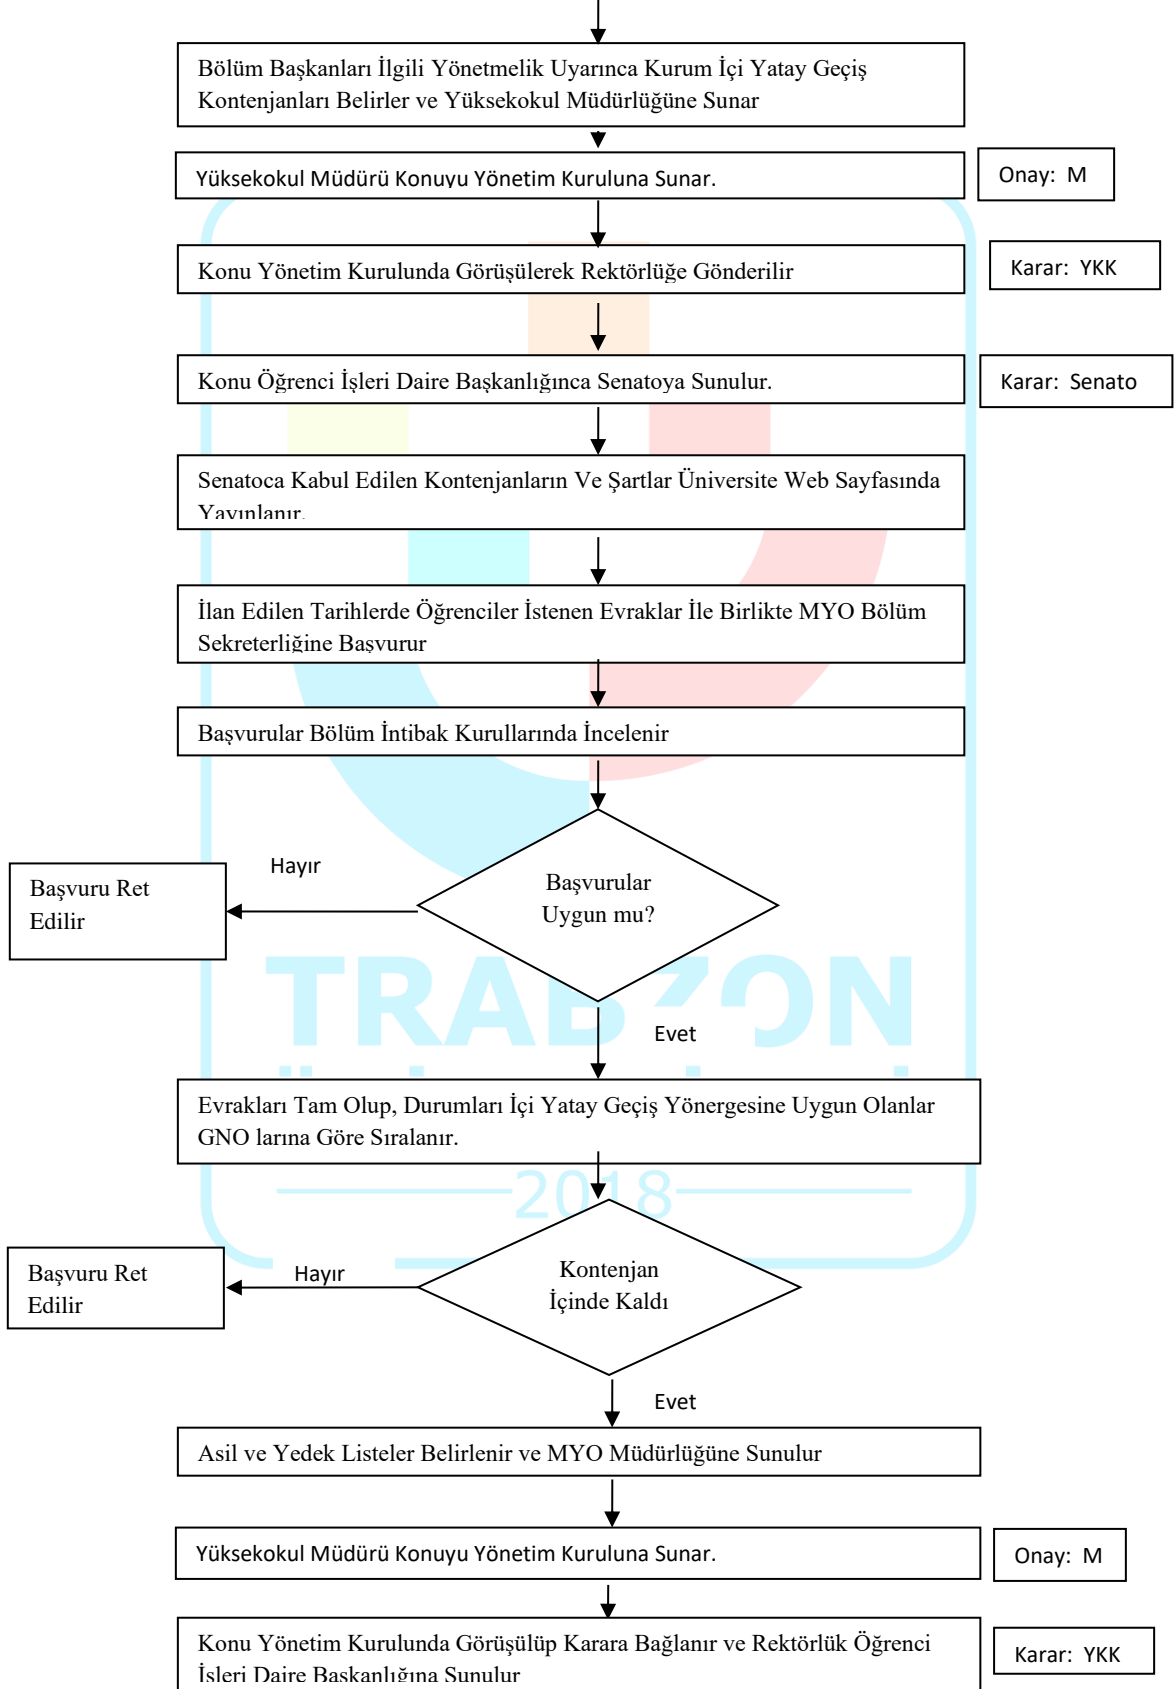 Bölüm Başkanları İlgili Yönetmelik Uyarınca Kurum İçi Yatay Geçiş
Kontenjanları Belirler ve Yüksekokul Müdürlüğüne Sunar
Yüksekokul Müdürü Konuyu Yönetim Kuruluna Sunar.
Onay: M
Konu Yönetim Kurulunda Görüşülerek Rektörlüğe Gönderilir
Karar: YKK
Konu Öğrenci İşleri Daire Başkanlığınca Senatoya Sunulur.
Karar: Senato
Senatoca Kabul Edilen Kontenjanların Ve Şartlar Üniversite Web Sayfasında
Yayınlanır.
İlan Edilen Tarihlerde Öğrenciler İstenen Evraklar İle Birlikte MYO Bölüm
Sekreterliğine Başvurur
Başvurular Bölüm İntibak Kurullarında İncelenir
Başvurular
Uygun mu?
Hayır
Başvuru Ret
Edilir
TRABZON
Evet
Evrakları Tam Olup, Durumları İçi Yatay Geçiş Yönergesine Uygun Olanlar
GNO larına Göre Sıralanır.
2018
Kontenjan
İçinde Kaldı
Hayır
Başvuru Ret
Edilir
Evet
Asil ve Yedek Listeler Belirlenir ve MYO Müdürlüğüne Sunulur
Yüksekokul Müdürü Konuyu Yönetim Kuruluna Sunar.
Onay: M
Konu Yönetim Kurulunda Görüşülüp Karara Bağlanır ve Rektörlük Öğrenci
İşleri Daire Başkanlığına Sunulur
Karar: YKK